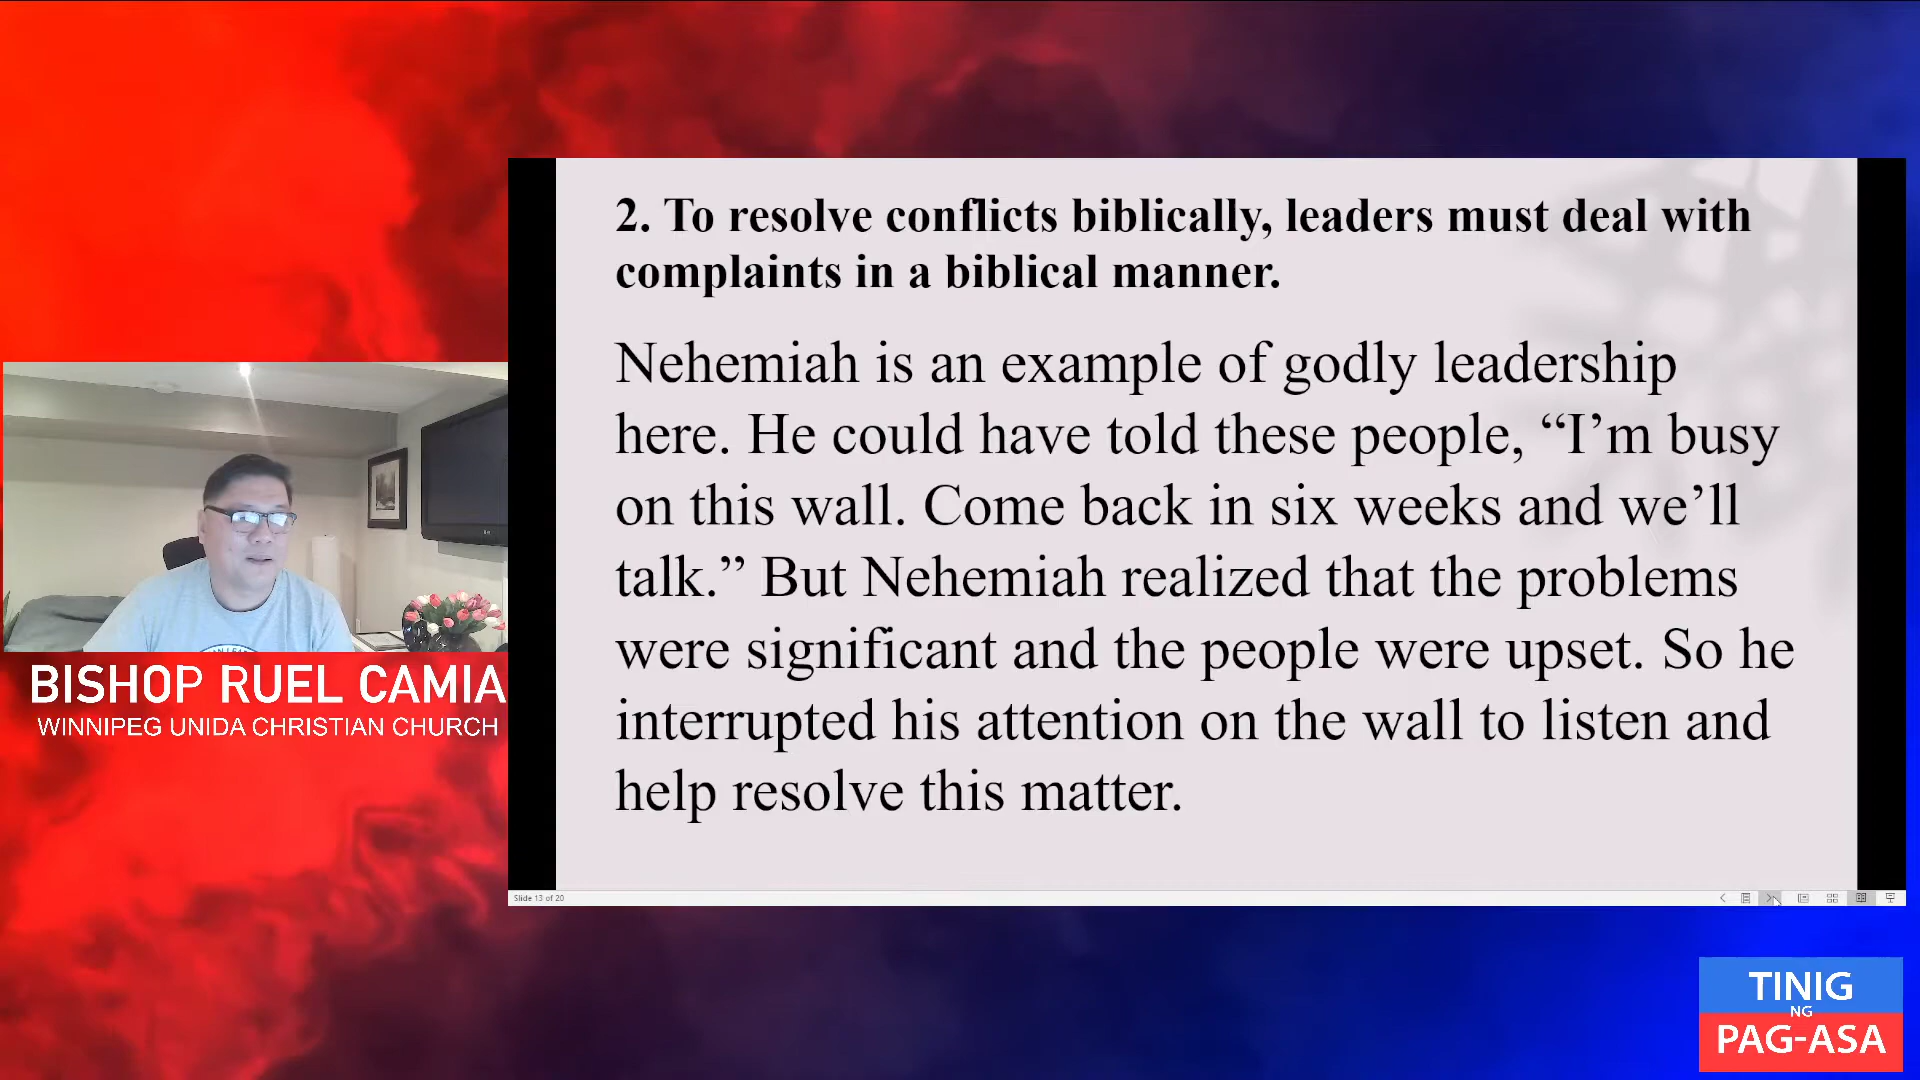 2. To resolve conflicts biblically, leaders must deal with
complaints in a biblical manner.
Nehemiah is an example of godly leadership
here. He could have told these people, “I’m busy
on this wall. Come back in six weeks and we’ll
talk.” But Nehemiah realized that the problems
were significant and the people were upset. So he
interrupted his attention on the wall to listen and
help resolve this matter.
Slide 13 of 20
BISHOP RUEL CAMIA
WINNIPEG UNIDA CHRISTIAN CHURCH
TINIG
NG
PAG-ASA